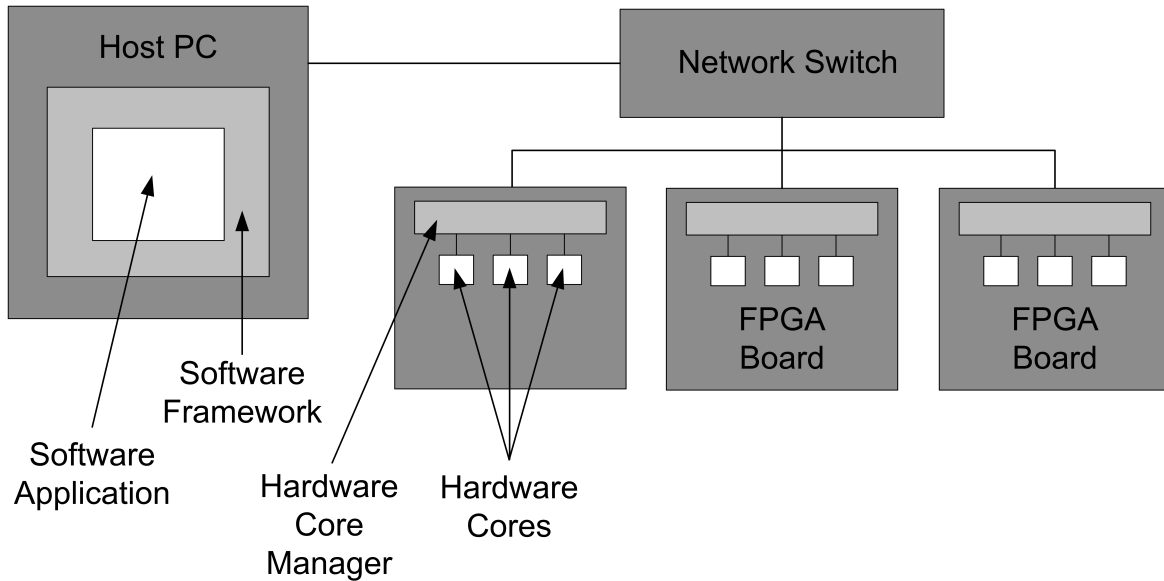 Host PC
Network Switch
FPGA
Board
FPGA
Board
Software
Framework
Software
Application
Hardware
Core
Manager
Hardware
Cores